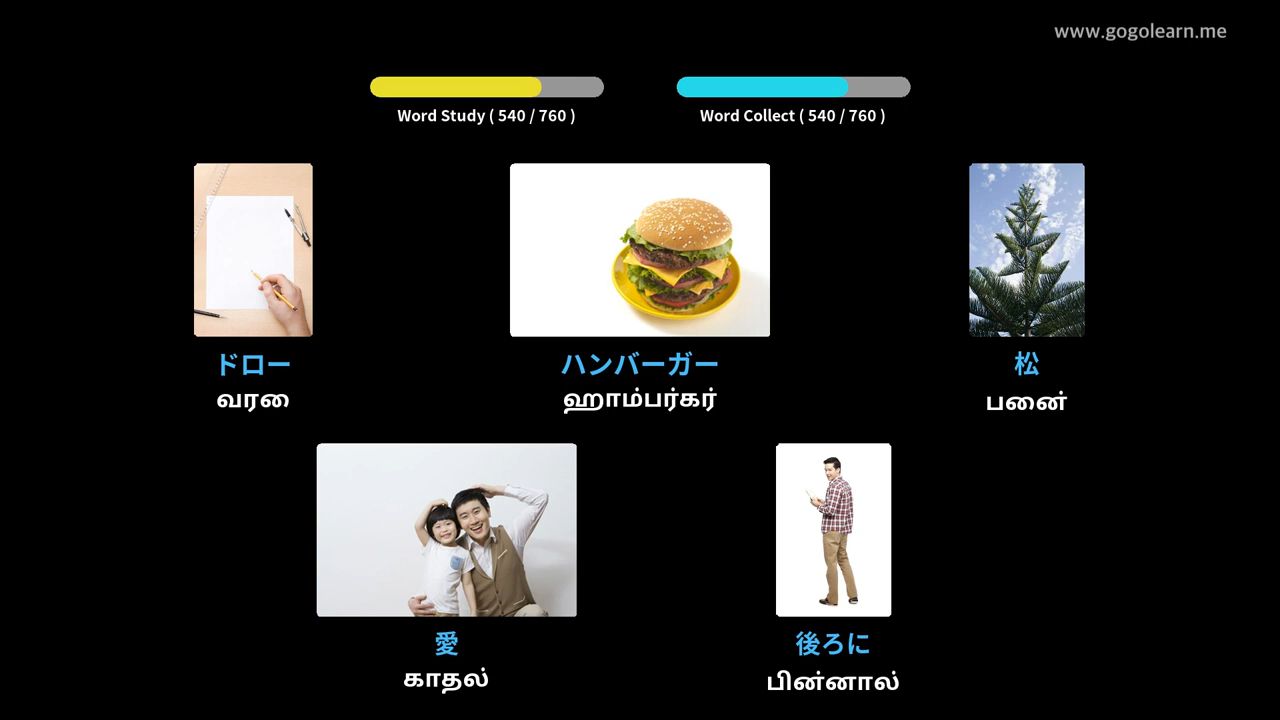 www.gogolearn.me
Word Study ( 540 / 760 )
Word Collect ( 540 / 760 )
ドロー
வரை
ハンバーガー
ஹாம்பர்கர்
松
பனை
愛
காதல்
後ろに
பின்னால்